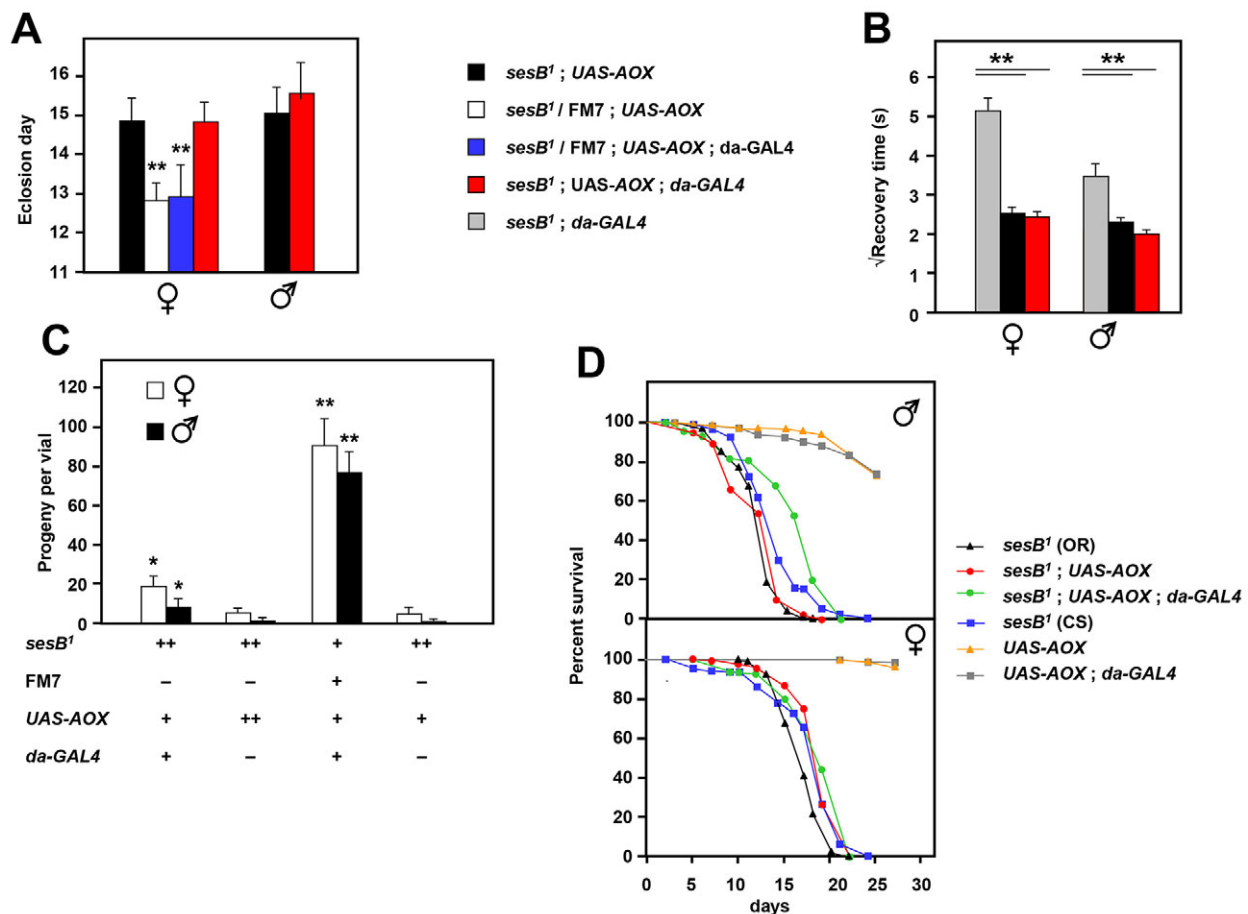 A
16
15
14
13
12
11
Eclosion day
**
**
♀
♂
sesB¹ ; UAS-AOX
sesB¹ / FM7 ; UAS-AOX
sesB¹ / FM7 ; UAS-AOX ; da-GAL4
sesB¹ ; UAS-AOX ; da-GAL4
sesB¹ ; da-GAL4
B
**
**
6
5
4
3
2
1
0
√Recovery time (s)
♀
♂
C
120
100
80
60
40
20
0
Progeny per vial
♀
♂
*
*
**
**
sesB¹ ++ ++ + ++
FM7 – – + –
UAS-AOX + ++ + +
da-GAL4 + – + –
D
♂
100
80
60
40
20
0
♀
100
80
60
40
20
0
Percent survival
0 5 10 15 20 25 30
days
sesB¹ (OR)
sesB¹ ; UAS-AOX
sesB¹ ; UAS-AOX ; da-GAL4
sesB¹ (CS)
UAS-AOX
UAS-AOX ; da-GAL4